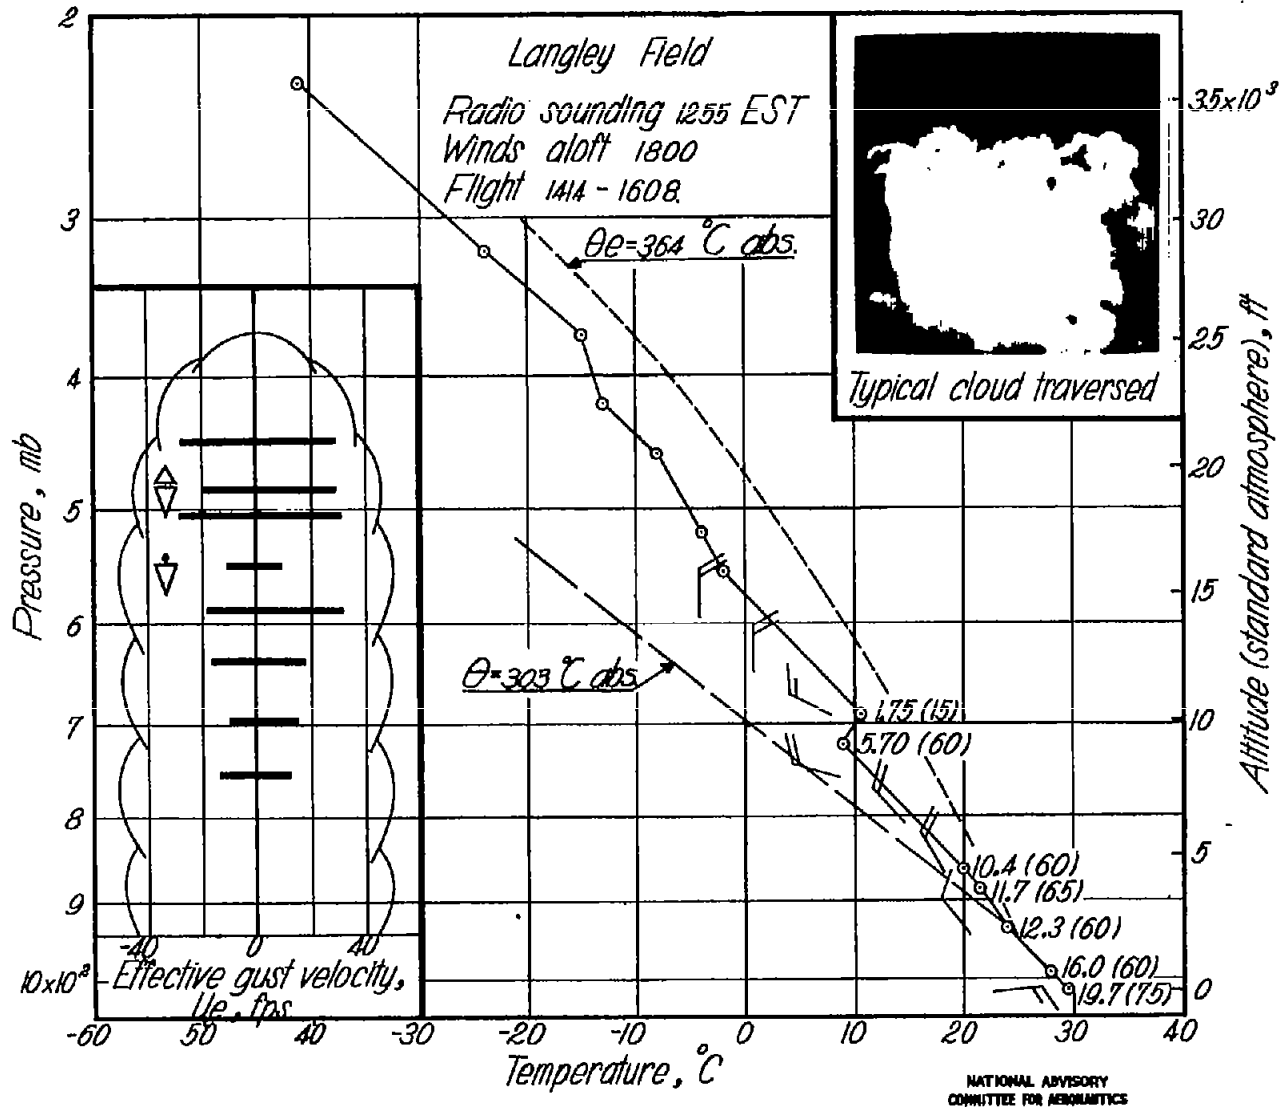 Langley Field
Radio sounding 1255 EST
Winds aloft 1800
Flight 1414 - 1608.
θe=364 °C abs.
θ=303 °C abs.
Typical cloud traversed
Pressure, mb
2
3
4
5
6
7
8
9
10×10²
Altitude (standard atmosphere), ft
35×10³
30
25
20
15
10
5
0
1.75 (15)
5.70 (60)
10.4 (60)
11.7 (65)
12.3 (60)
16.0 (60)
19.7 (75)
-40 0 40
Effective gust velocity,
Ue, fps
-60 50 40 -30 -20 -10 0 10 20 30 40
Temperature, °C
NATIONAL ADVISORY
COMMITTEE FOR AERONAUTICS